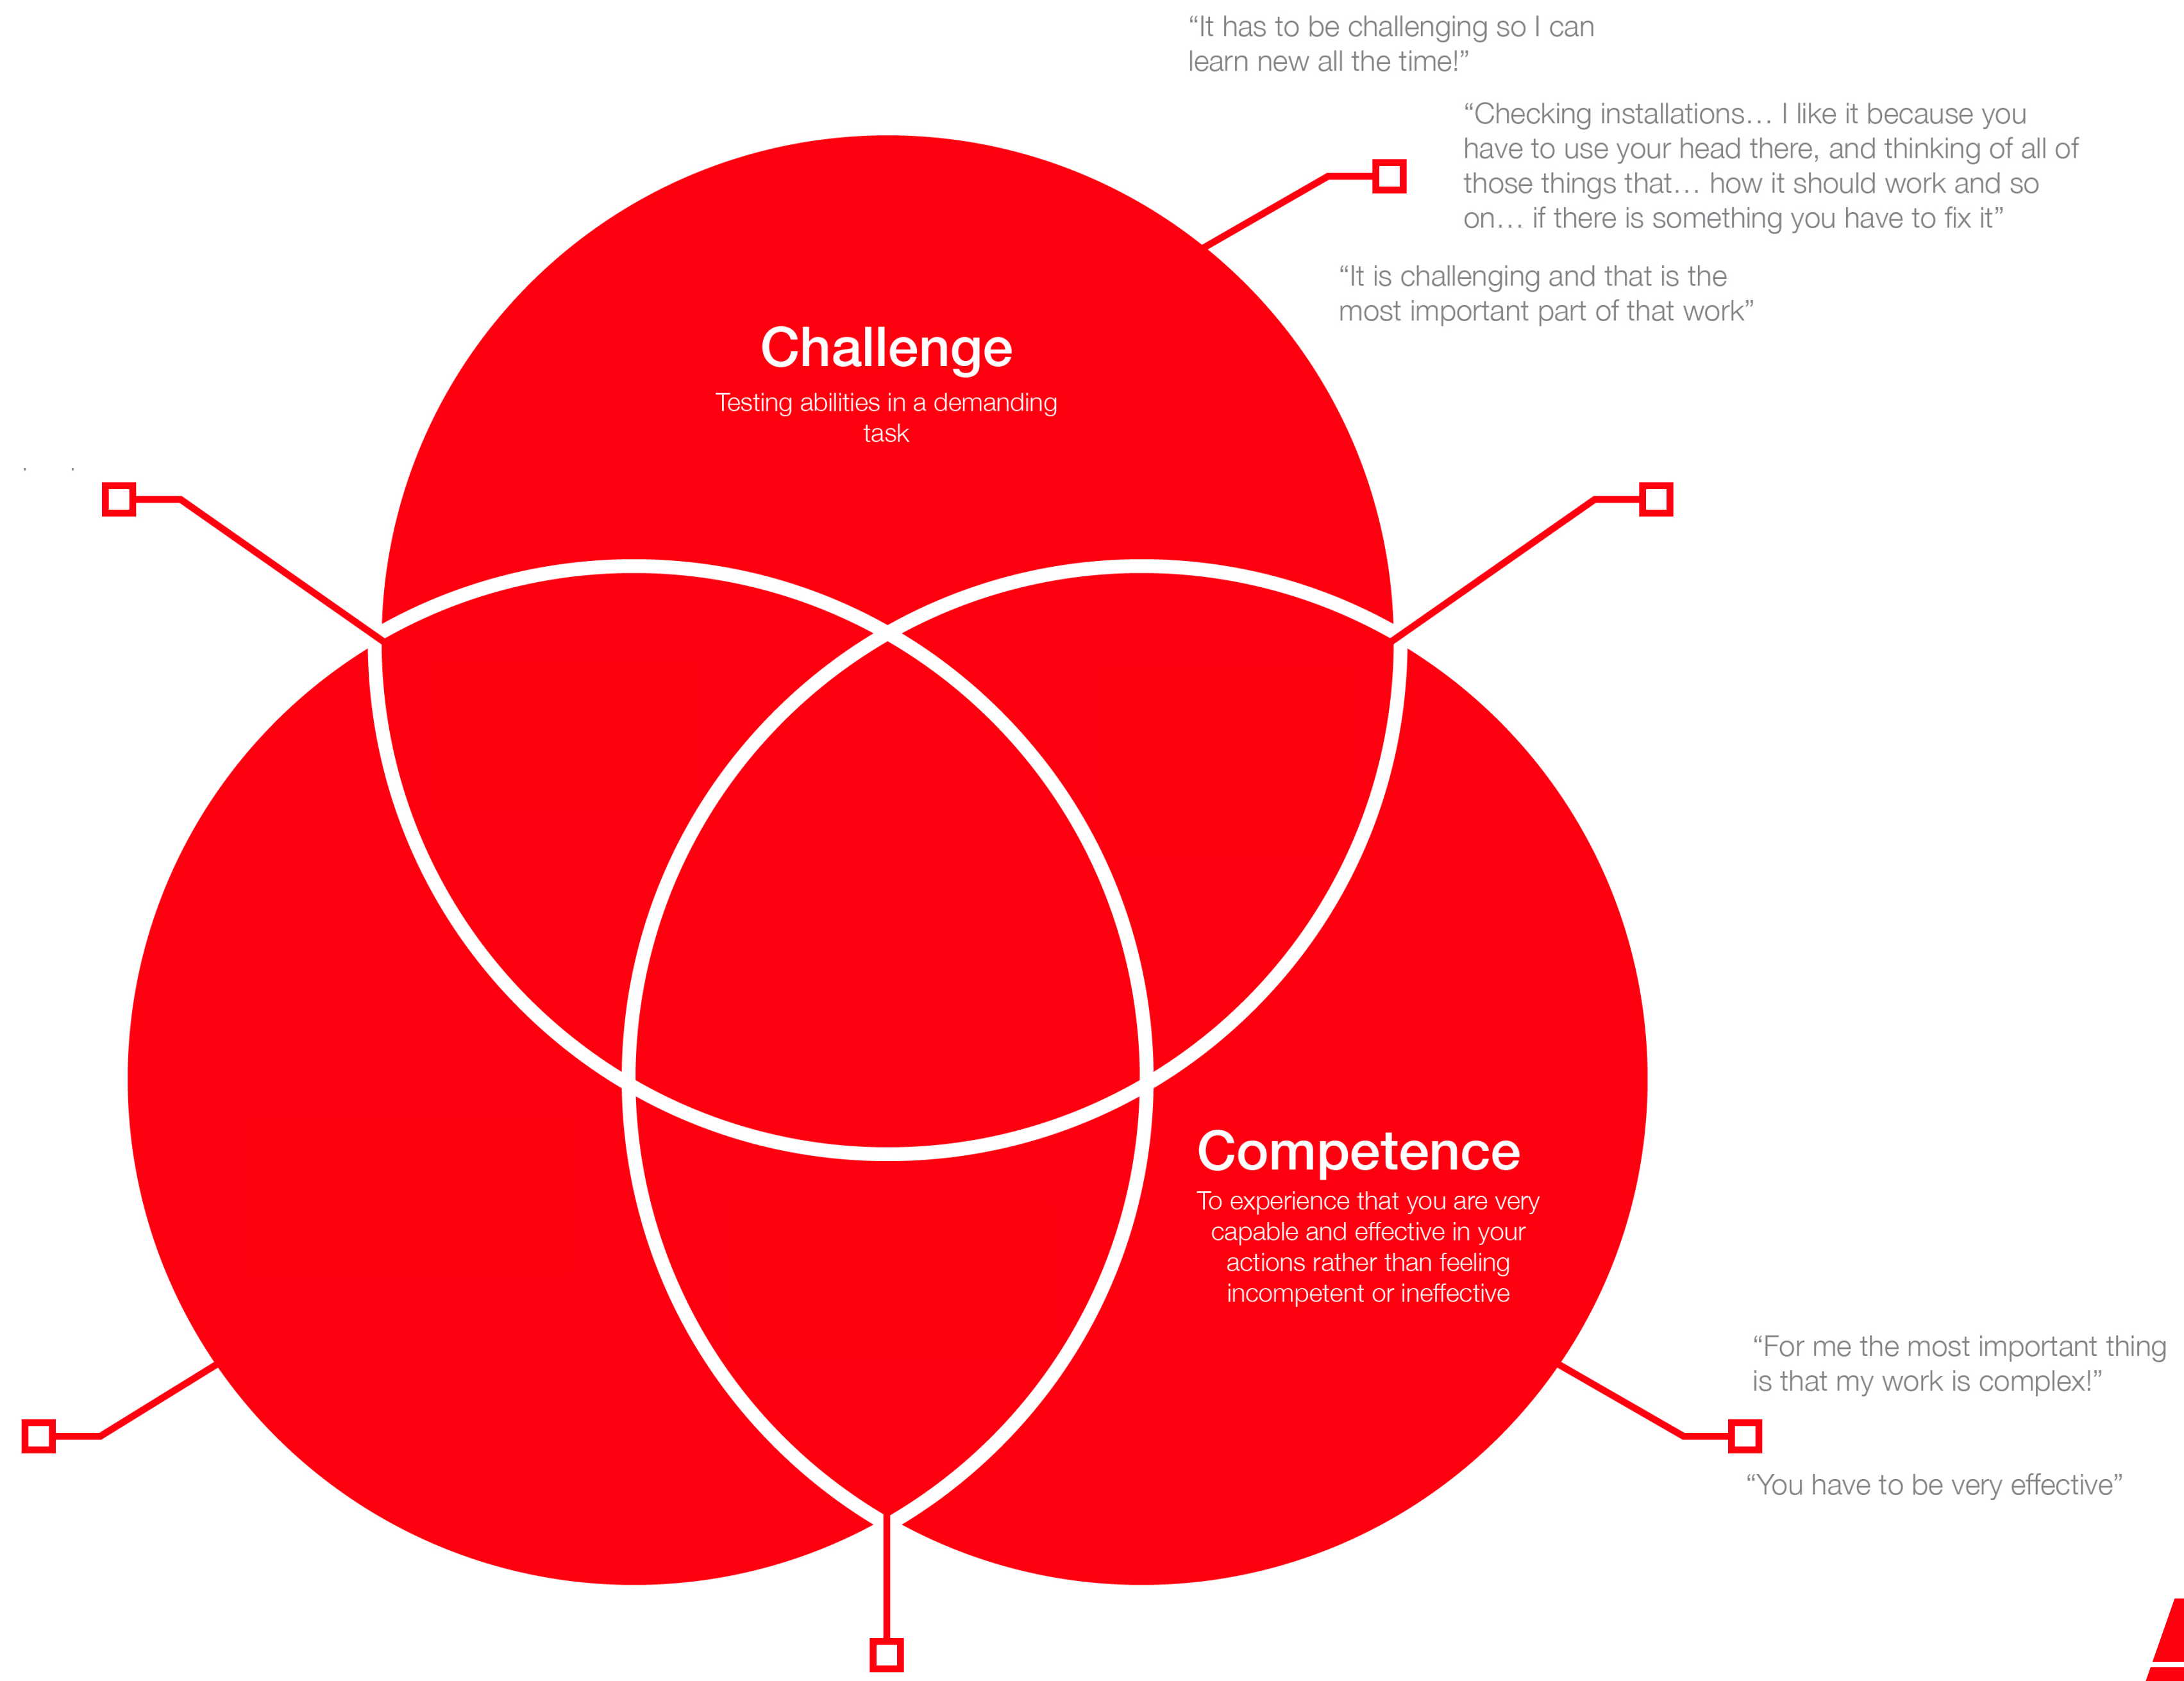 “It has to be challenging so I can
learn new all the time!”
“Checking installations… I like it because you
have to use your head there, and thinking of all of
those things that… how it should work and so
on… if there is something you have to fix it”
“It is challenging and that is the
most important part of that work”
Challenge
Testing abilities in a demanding
task
Competence
To experience that you are very
capable and effective in your
actions rather than feeling
incompetent or ineffective
“For me the most important thing
is that my work is complex!”
“You have to be very effective”